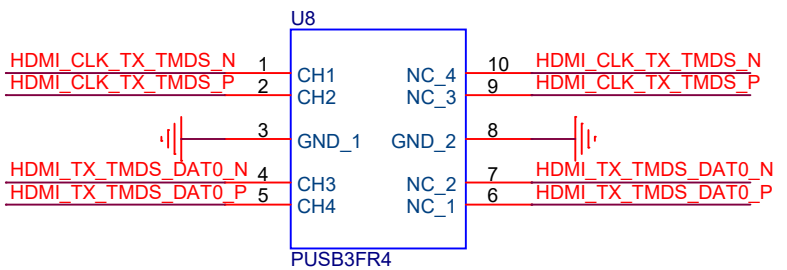 U8
HDMI_CLK_TX_TMDS_N 1 CH1 NC_4 10 HDMI_CLK_TX_TMDS_N
HDMI_CLK_TX_TMDS_P 2 CH2 NC_3 9 HDMI_CLK_TX_TMDS_P
3 GND_1 GND_2 8
HDMI_TX_TMDS_DAT0_N 4 CH3 NC_2 7 HDMI_TX_TMDS_DAT0_N
HDMI_TX_TMDS_DAT0_P 5 CH4 NC_1 6 HDMI_TX_TMDS_DAT0_P
PUSB3FR4